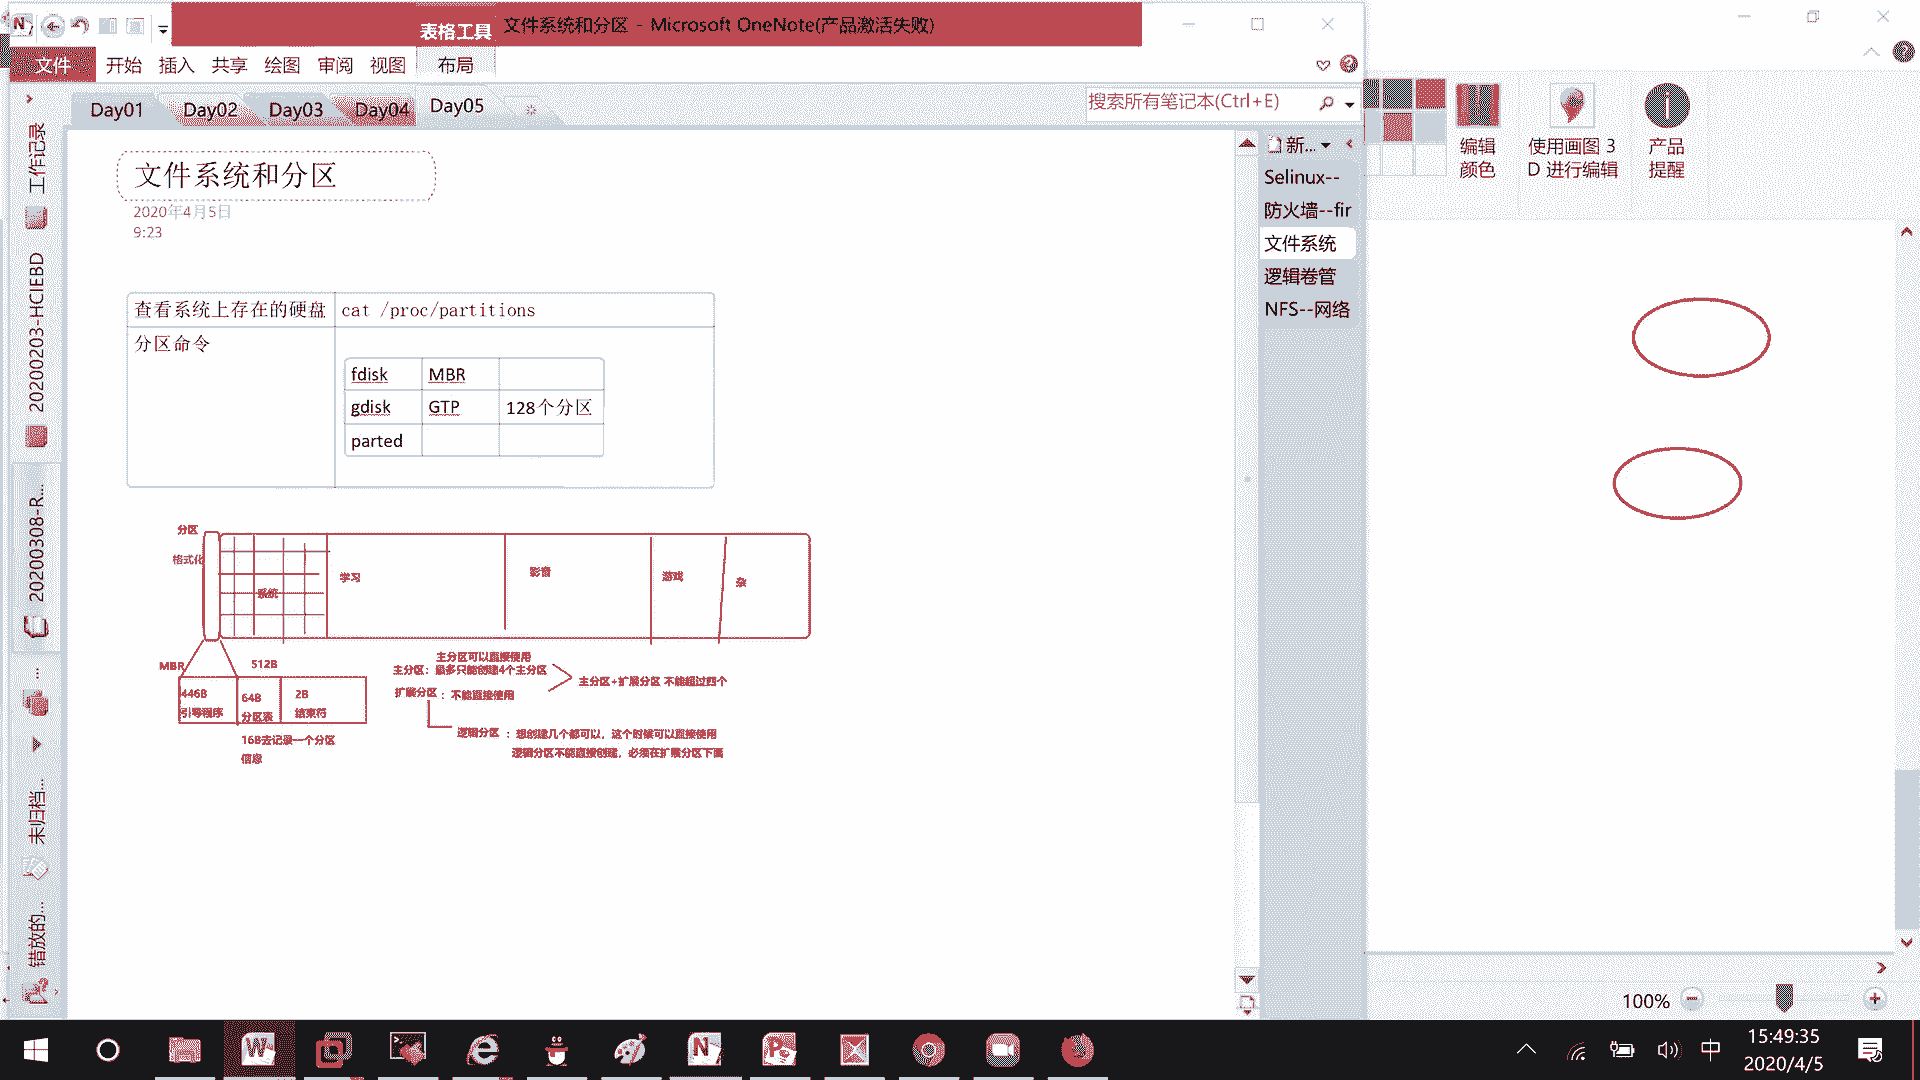 表格工具
文件系统和分区 - Microsoft OneNote(产品激活失败)
文件
开始
插入
共享
绘图
审阅
视图
布局
Day01
Day02
Day03
Day04
Day05
搜索所有笔记本(Ctrl+E)
工作记录
20200203-HCIEBD
20200308-R...
...
未归档...
错放的...
文件系统和分区
2020年4月5日
9:23
查看系统上存在的硬盘
cat /proc/partitions
分区命令
fdisk
MBR
gdisk
GTP
128个分区
parted
分区
格式化
系统
学习
影音
游戏
杂
MBR
512B
446B
引导程序
64B
分区表
2B
结束符
16B去记录一个分区
信息
主分区可以直接使用
主分区：最多只能创建4个主分区
扩展分区：不能直接使用
主分区+扩展分区 不能超过四个
逻辑分区：想创建几个都可以，这个时候可以直接使用
逻辑分区不能直接创建，必须在扩展分区下面
新...
Selinux--
防火墙--fir
文件系统
逻辑卷管
NFS--网络
编辑
颜色
使用画图 3
D 进行编辑
产品
提醒
100%
中
15:49:35
2020/4/5